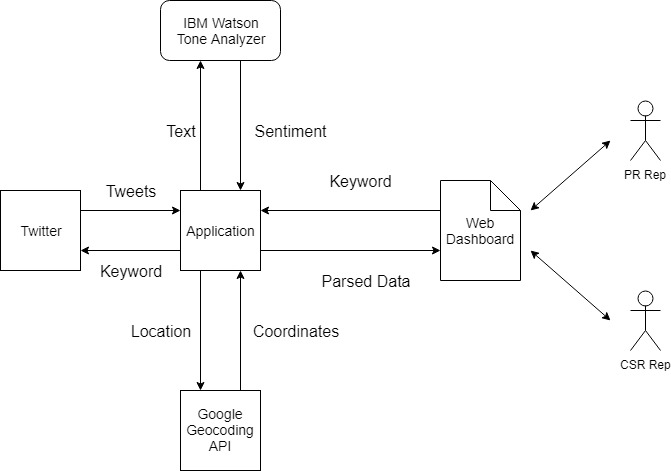 IBM Watson
Tone Analyzer
Text
Sentiment
PR Rep
Tweets
Keyword
Twitter
Application
Web
Dashboard
Keyword
Parsed Data
Location
Coordinates
CSR Rep
Google
Geocoding
API